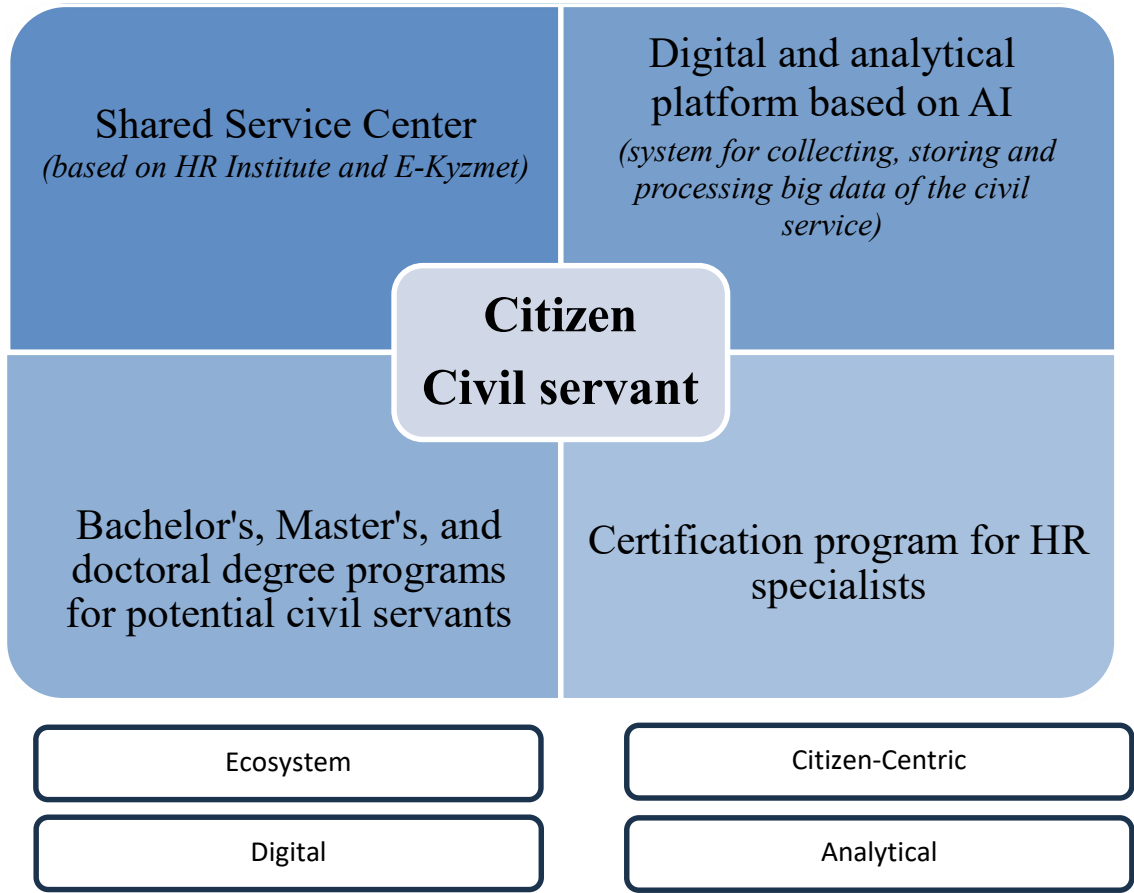 Shared Service Center
(based on HR Institute and E-Kyzmet)
Digital and analytical
platform based on AI
(system for collecting, storing and
processing big data of the civil
service)
Citizen
Civil servant
Bachelor's, Master's, and
doctoral degree programs
for potential civil servants
Certification program for HR
specialists
Ecosystem
Citizen-Centric
Digital
Analytical